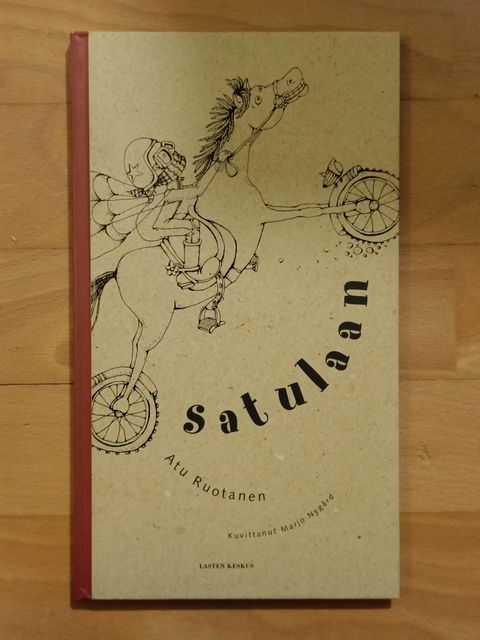 satulaan
Atu Ruotanen
Kuvittanut Marjo Nygård
LASTEN KESKUS